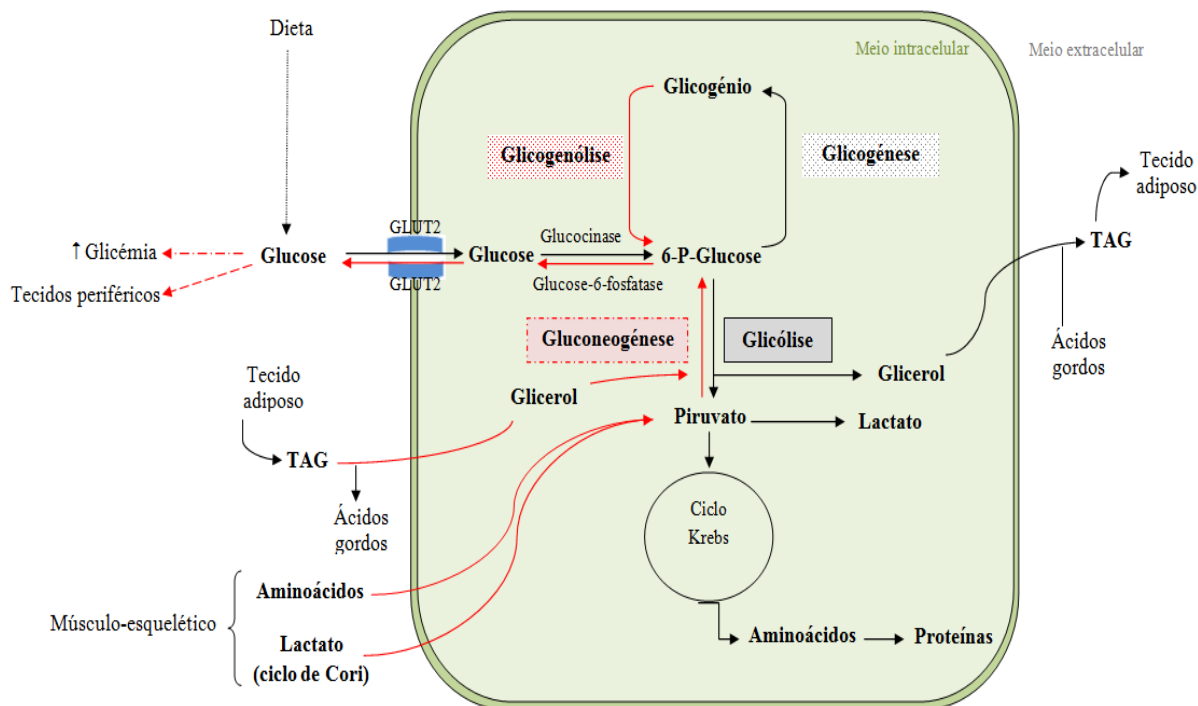 Dieta
Meio intracelular
Meio extracelular
Glicogénio
Glicogenólise
Glicogénese
Tecido
adiposo
TAG
Ácidos
gordos
↑ Glicémia
Tecidos periféricos
Glucose
GLUT2
GLUT2
Glucose
Glucocinase
Glucose-6-fosfatase
6-P-Glucose
Gluconeogénese
Glicólise
Glicerol
Tecido
adiposo
Glicerol
Piruvato
Lactato
TAG
Ácidos
gordos
Ciclo
Krebs
Músculo-esquelético
Aminoácidos
Lactato
(ciclo de Cori)
Aminoácidos
Proteínas